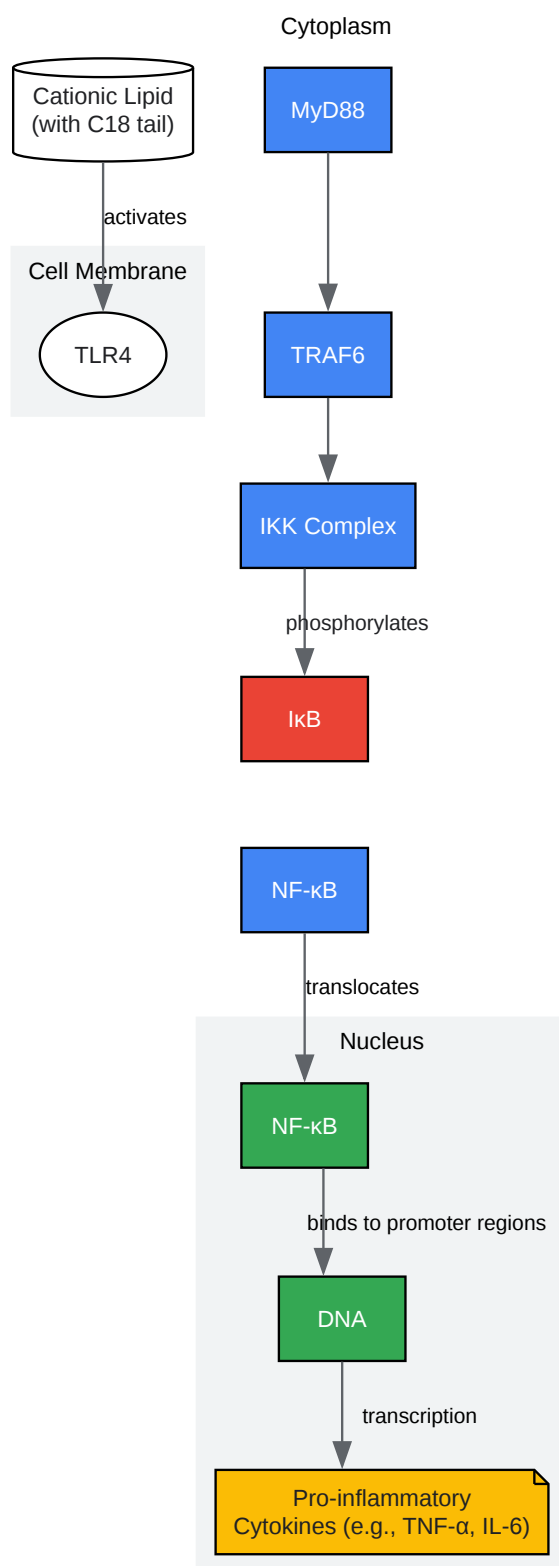 Cytoplasm
Cationic Lipid
(with C18 tail)
MyD88
activates
Cell Membrane
TLR4
TRAF6
IKK Complex
phosphorylates
IκB
NF-κB
translocates
Nucleus
NF-κB
binds to promoter regions
DNA
transcription
Pro-inflammatory
Cytokines (e.g., TNF-α, IL-6)